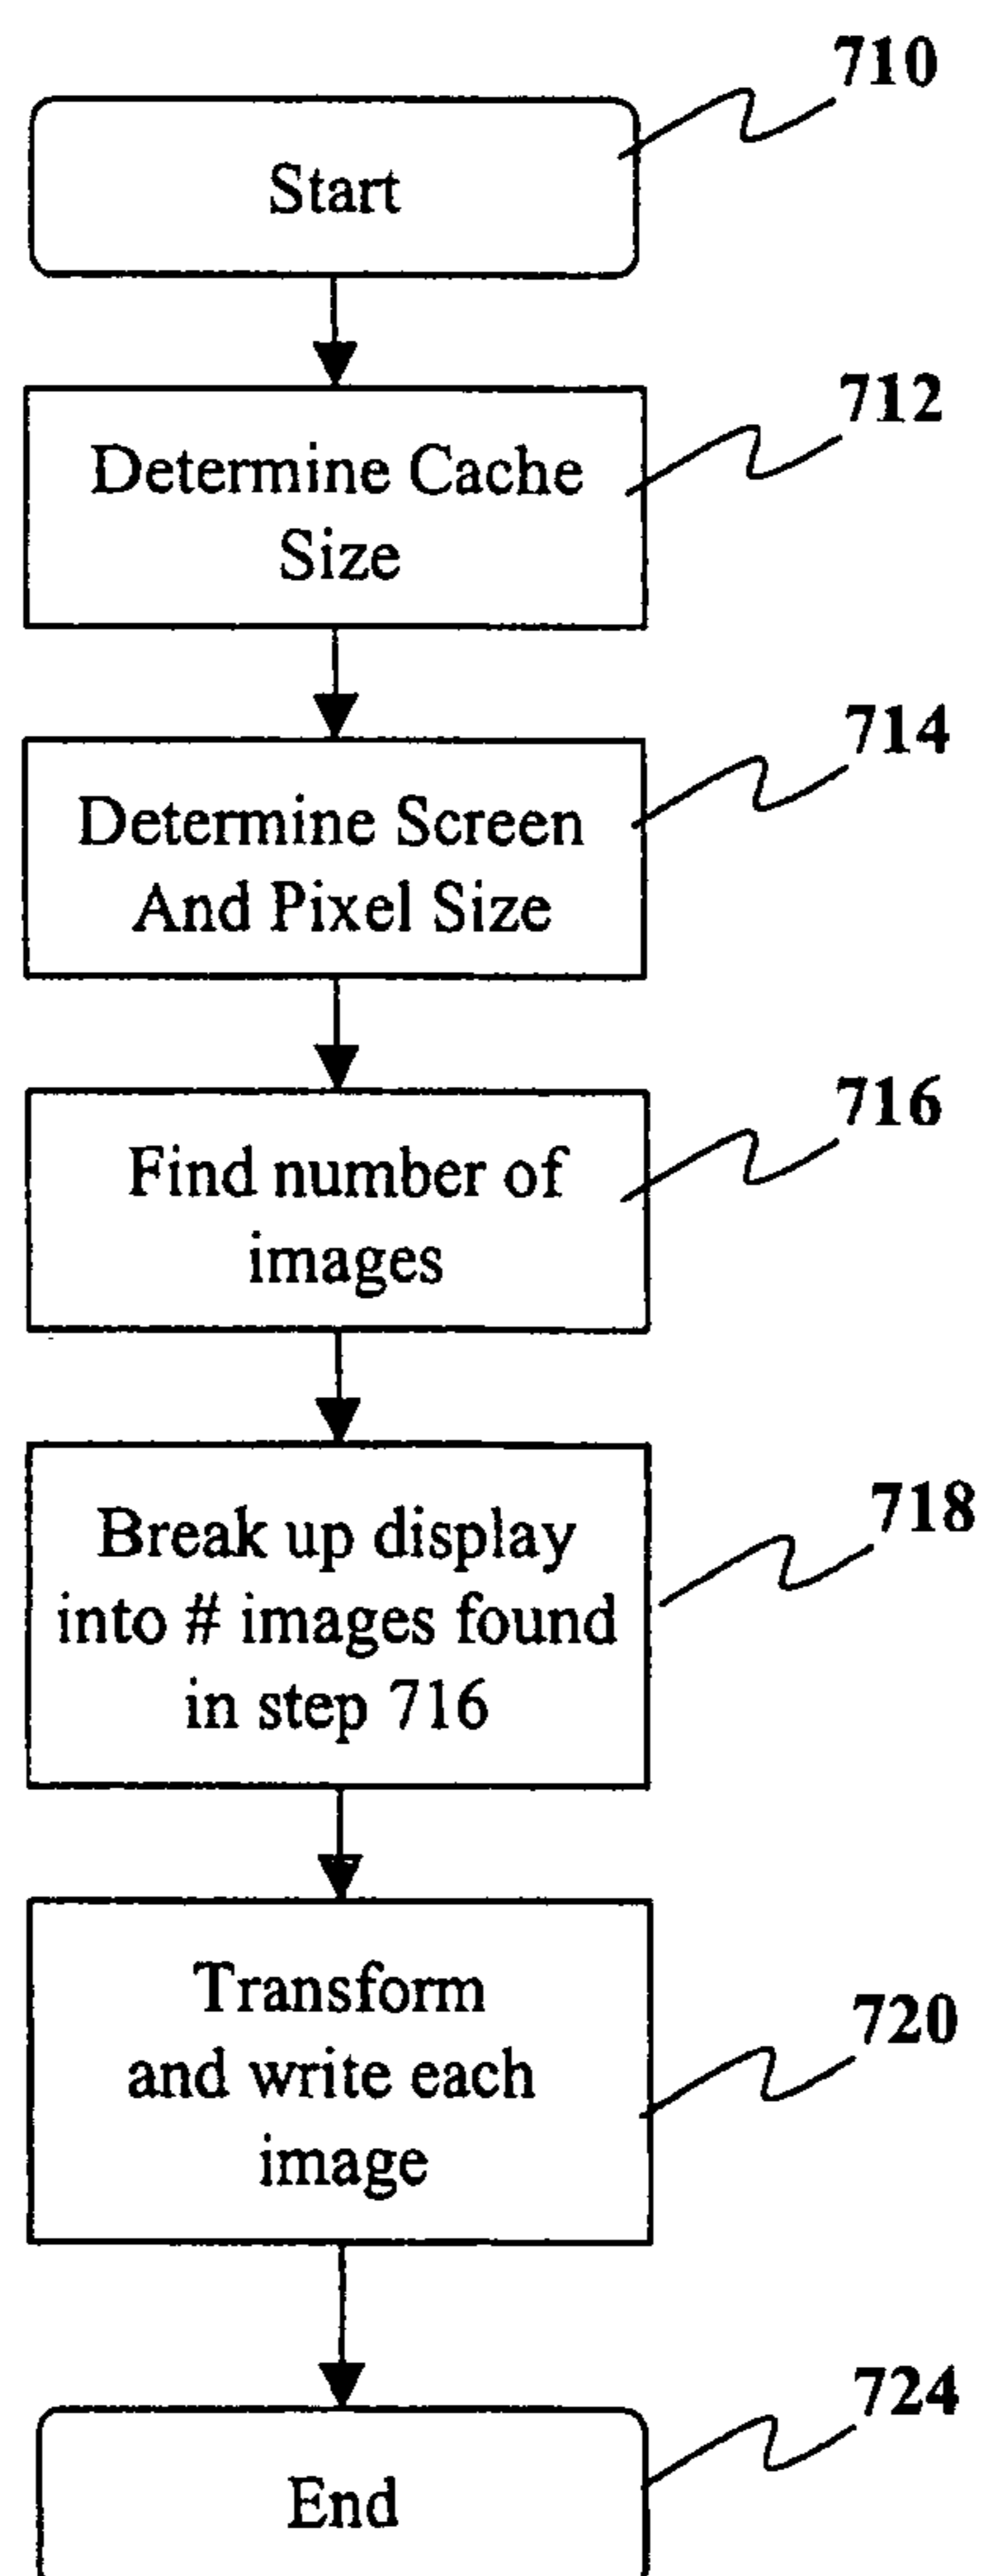 710
Start
712
Determine Cache
Size
714
Determine Screen
And Pixel Size
716
Find number of
images
718
Break up display
into # images found
in step 716
720
Transform
and write each
image
724
End